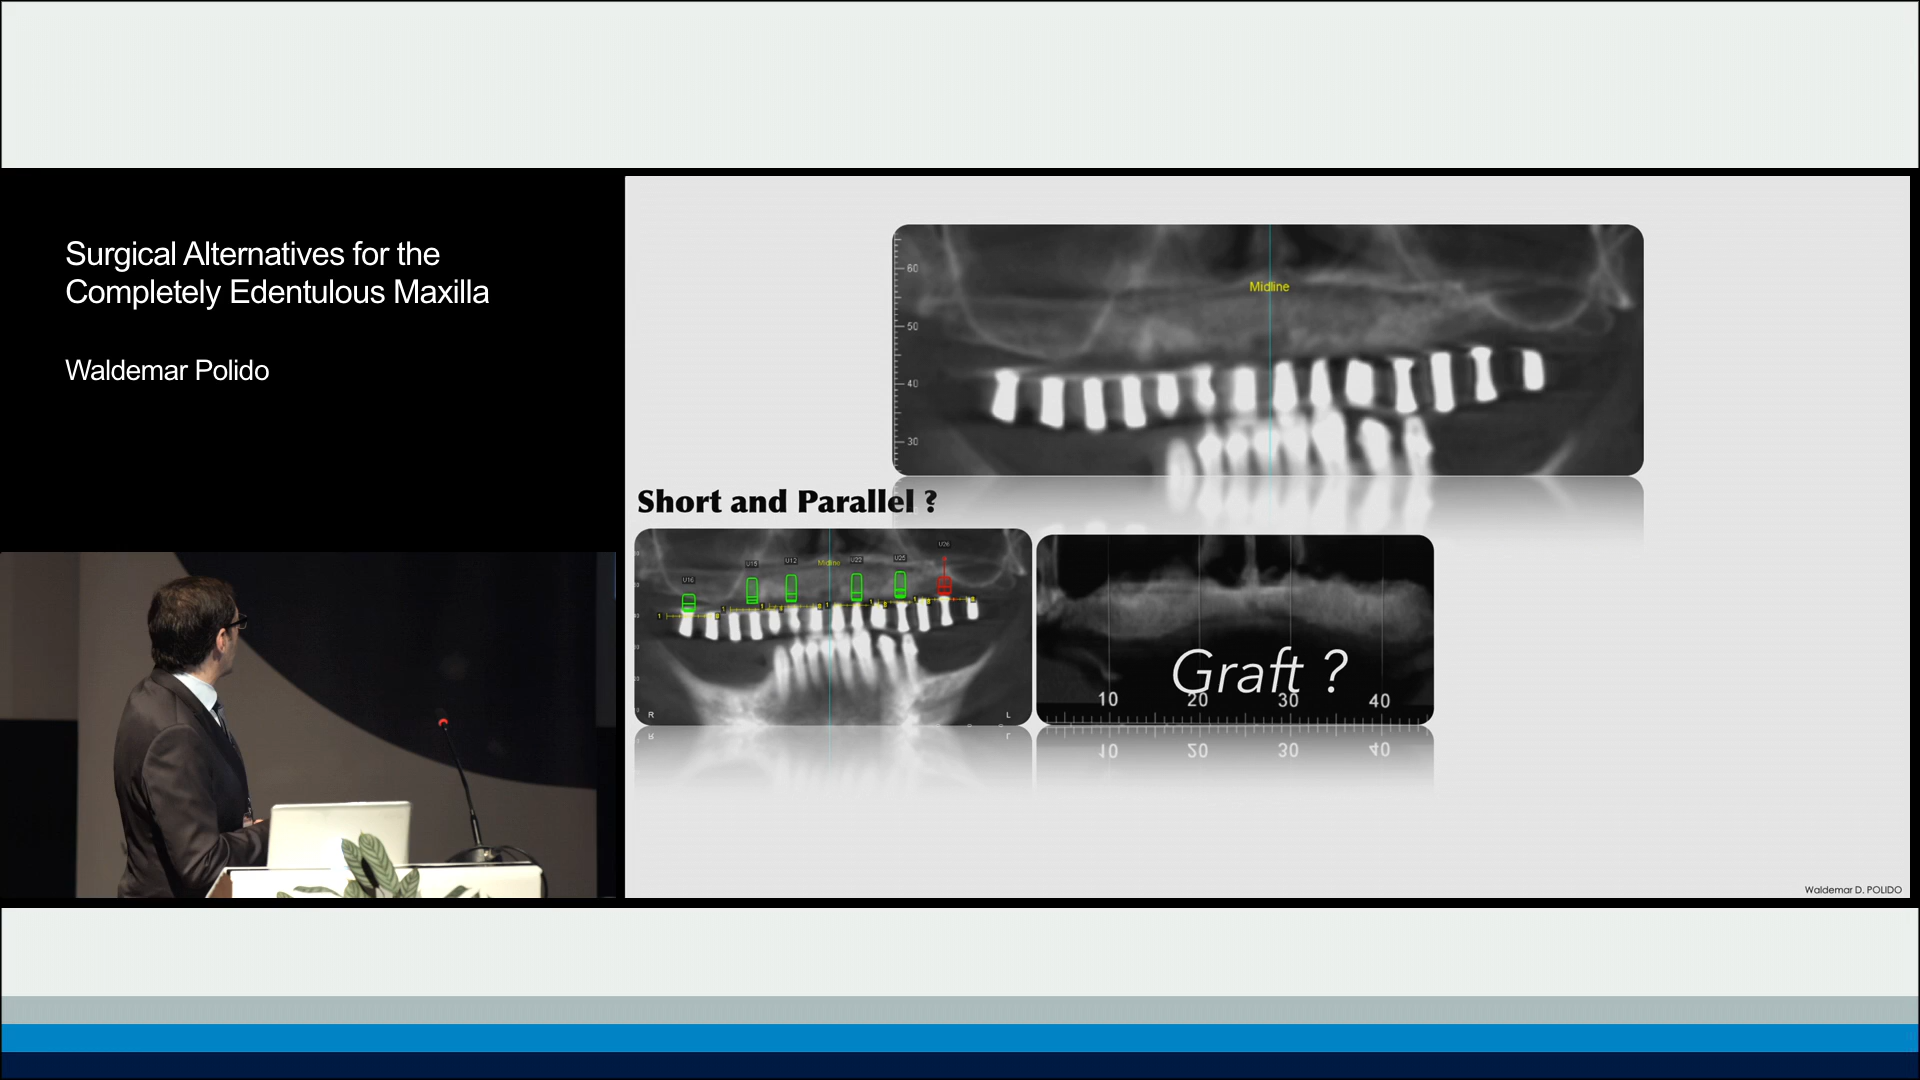 Surgical Alternatives for the
Completely Edentulous Maxilla
Waldemar Polido
60
Midline
50
40
30
Short and Parallel ?
U26
U15
U12
Midline
U22
U25
U16
R
L
Graft ?
10 20 30 40
Waldemar D. POLIDO